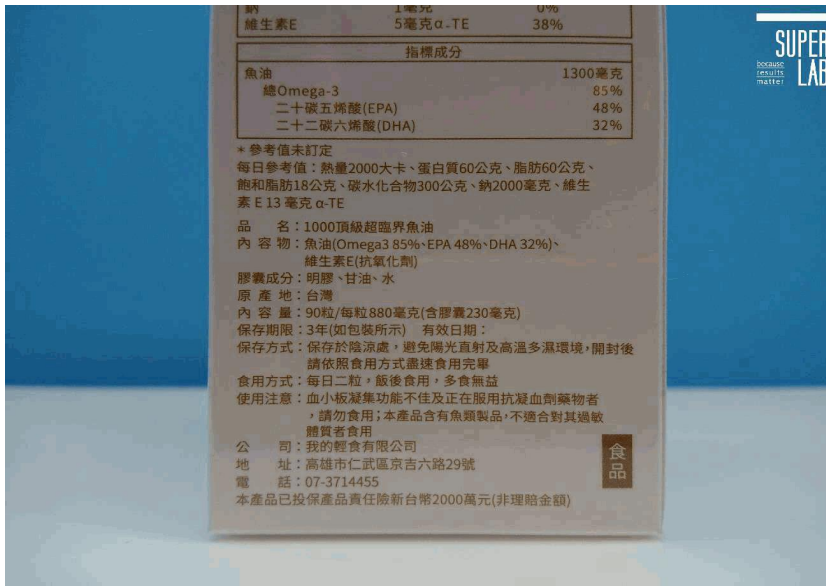 鈉 1毫克 0%
維生素E 5毫克α-TE 38%
指標成分
魚油 1300毫克
總Omega-3 85%
二十碳五烯酸(EPA) 48%
二十二碳六烯酸(DHA) 32%
＊參考值未訂定
每日參考值：熱量2000大卡、蛋白質60公克、脂肪60公克、
飽和脂肪18公克、碳水化合物300公克、鈉2000毫克、維生
素 E 13 毫克 α-TE
品 名：1000頂級超臨界魚油
內 容 物：魚油(Omega3 85%、EPA 48%、DHA 32%)、
維生素E(抗氧化劑)
膠囊成分：明膠、甘油、水
原 產 地：台灣
內 容 量：90粒/每粒880毫克(含膠囊230毫克)
保存期限：3年(如包裝所示) 有效日期：
保存方式：保存於陰涼處，避免陽光直射及高溫多濕環境，開封後
請依照食用方式盡速食用完畢
食用方式：每日二粒，飯後食用，多食無益
使用注意：血小板凝集功能不佳及正在服用抗凝血劑藥物者
，請勿食用；本產品含有魚類製品，不適合對其過敏
體質者食用
公 司：我的輕食有限公司
地 址：高雄市仁武區京吉六路29號
電 話：07-3714455
本產品已投保產品責任險新台幣2000萬元(非理賠金額)
食品
SUPER
LAB
because
results
matter